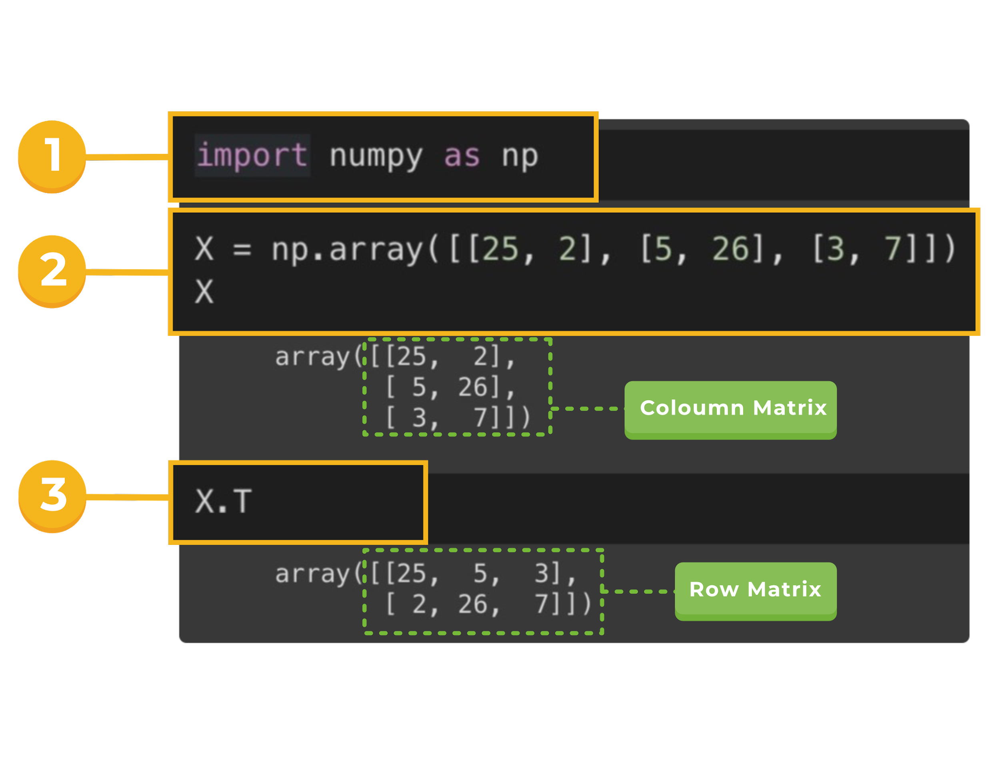 1
import numpy as np
2
X = np.array([[25, 2], [5, 26], [3, 7]])
X
array([[25,  2],
[ 5, 26],
[ 3,  7]])
Coloumn Matrix
3
X.T
array([[25,  5,  3],
[ 2, 26,  7]])
Row Matrix